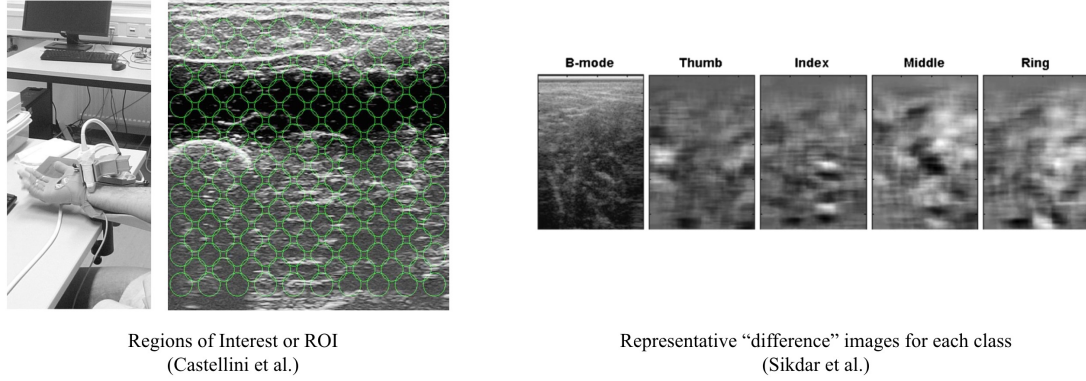 B-mode
Thumb
Index
Middle
Ring
Regions of Interest or ROI
(Castellini et al.)
Representative “difference” images for each class
(Sikdar et al.)